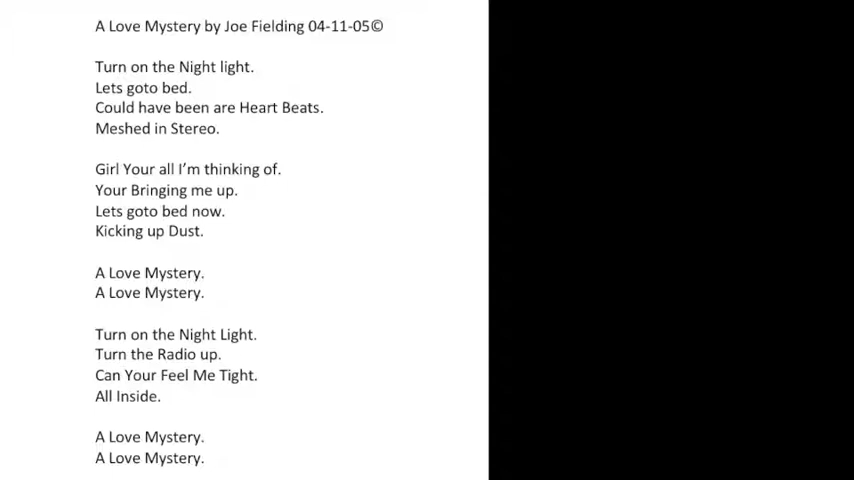 A Love Mystery by Joe Fielding 04-11-05©
Turn on the Night light.
Lets goto bed.
Could have been are Heart Beats.
Meshed in Stereo.
Girl Your all I'm thinking of.
Your Bringing me up.
Lets goto bed now.
Kicking up Dust.
A Love Mystery.
A Love Mystery.
Turn on the Night Light.
Turn the Radio up.
Can Your Feel Me Tight.
All Inside.
A Love Mystery.
A Love Mystery.